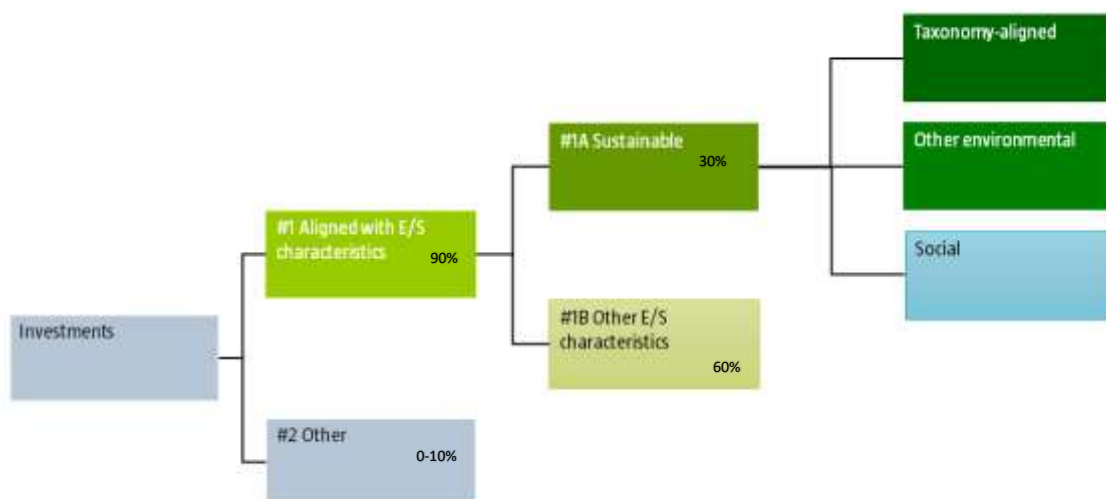 Taxonomy-aligned
#1A Sustainable
30%
Other environmental
#1 Aligned with E/S
characteristics
90%
Social
#1B Other E/S
characteristics
60%
Investments
#2 Other
0-10%